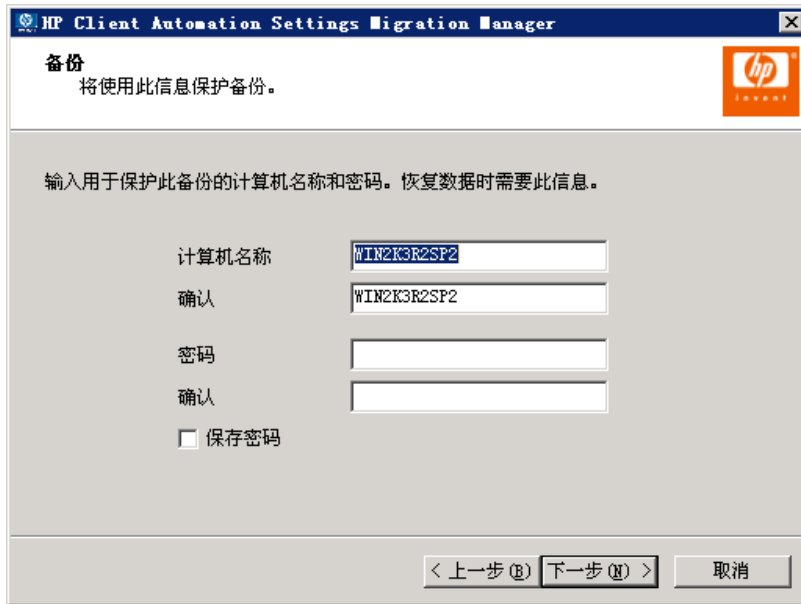 HP Client Automation Settings Migration Manager
备份
将使用此信息保护备份。
hp
invent
输入用于保护此备份的计算机名称和密码。恢复数据时需要此信息。
计算机名称 WIN2K3R2SP2
确认 WIN2K3R2SP2
密码
确认
保存密码
< 上一步(B) 下一步(N) > 取消